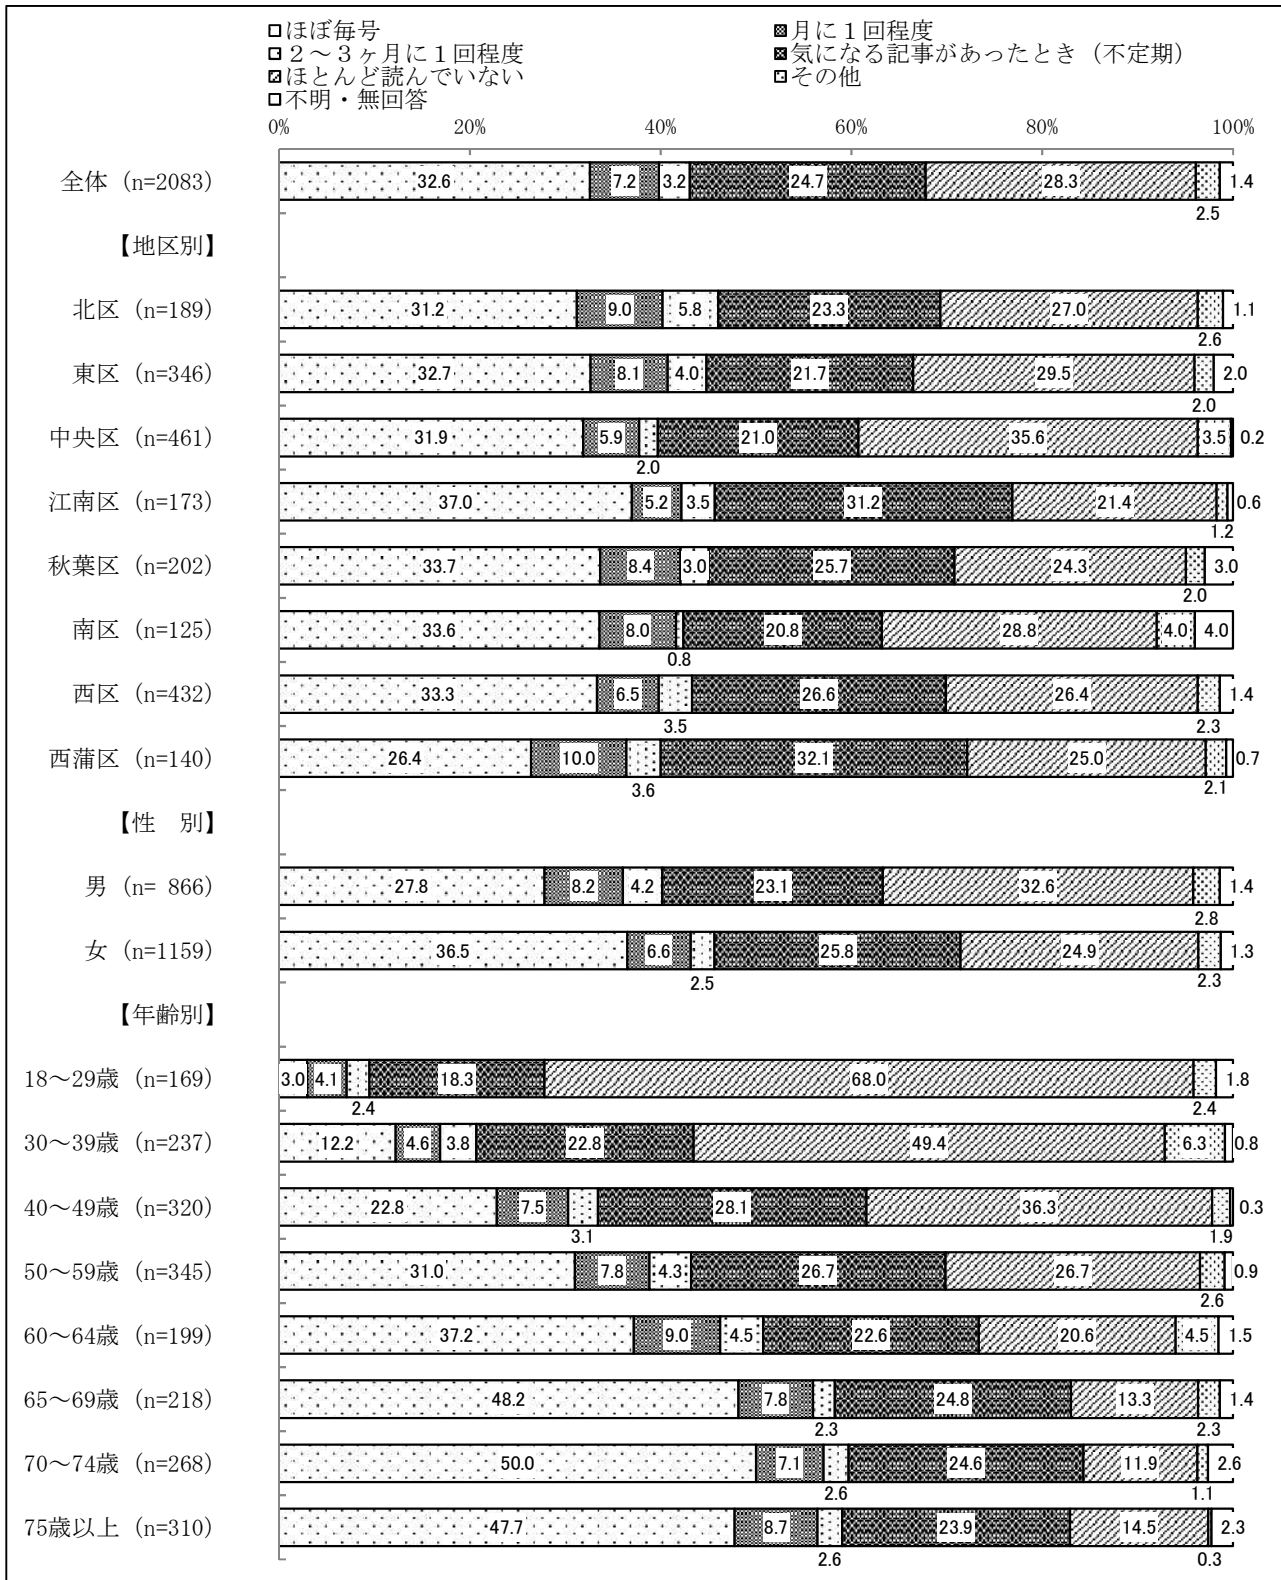 ほぼ毎号
月に１回程度
２～３ヶ月に１回程度
気になる記事があったとき（不定期）
ほとんど読んでいない
その他
不明・無回答
0% 20% 40% 60% 80% 100%
全体 (n=2083) 32.6 7.2 3.2 24.7 28.3 1.4
2.5
【地区別】
北区 (n=189) 31.2 9.0 5.8 23.3 27.0 1.1
2.6
東区 (n=346) 32.7 8.1 4.0 21.7 29.5 2.0
2.0
中央区 (n=461) 31.9 5.9 21.0 35.6 3.5 0.2
2.0
江南区 (n=173) 37.0 5.2 3.5 31.2 21.4 0.6
1.2
秋葉区 (n=202) 33.7 8.4 3.0 25.7 24.3 3.0
2.0
南区 (n=125) 33.6 8.0 20.8 28.8 4.0 4.0
0.8
西区 (n=432) 33.3 6.5 26.6 26.4 1.4
3.5 2.3
西蒲区 (n=140) 26.4 10.0 32.1 25.0 0.7
3.6 2.1
【性　別】
男 (n= 866) 27.8 8.2 4.2 23.1 32.6 1.4
2.8
女 (n=1159) 36.5 6.6 25.8 24.9 1.3
2.5 2.3
【年齢別】
18～29歳 (n=169) 3.0 4.1 18.3 68.0 1.8
2.4 2.4
30～39歳 (n=237) 12.2 4.6 3.8 22.8 49.4 6.3 0.8
40～49歳 (n=320) 22.8 7.5 28.1 36.3 0.3
3.1 1.9
50～59歳 (n=345) 31.0 7.8 4.3 26.7 26.7 0.9
2.6
60～64歳 (n=199) 37.2 9.0 4.5 22.6 20.6 4.5 1.5
65～69歳 (n=218) 48.2 7.8 24.8 13.3 1.4
2.3 2.3
70～74歳 (n=268) 50.0 7.1 24.6 11.9 2.6
2.6 1.1
75歳以上 (n=310) 47.7 8.7 23.9 14.5 2.3
2.6 0.3